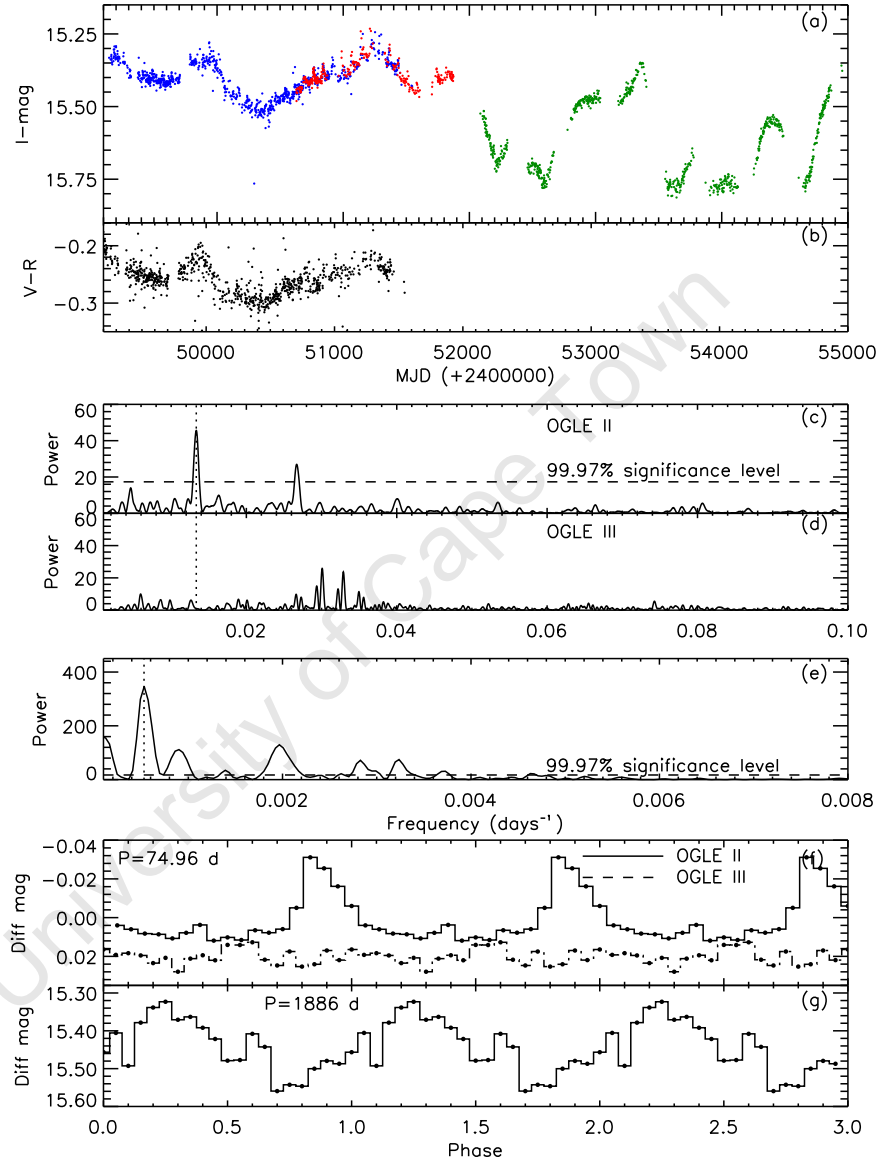 (a)
15.25
15.50
15.75
I−mag
(b)
−0.2
−0.3
V−R
50000 51000 52000 53000 54000 55000
MJD (+2400000)
(c)
60
40
20
0
Power
OGLE II
99.97% significance level
(d)
60
40
20
0
Power
OGLE III
0.02 0.04 0.06 0.08 0.10
(e)
400
200
0
Power
99.97% significance level
0.002 0.004 0.006 0.008
Frequency (days⁻¹)
(f)
−0.04
−0.02
0.00
0.02
Diff mag
P=74.96 d
OGLE II
OGLE III
(g)
15.30
15.40
15.50
15.60
Diff mag
P=1886 d
0.0 0.5 1.0 1.5 2.0 2.5 3.0
Phase
University of Cape Town